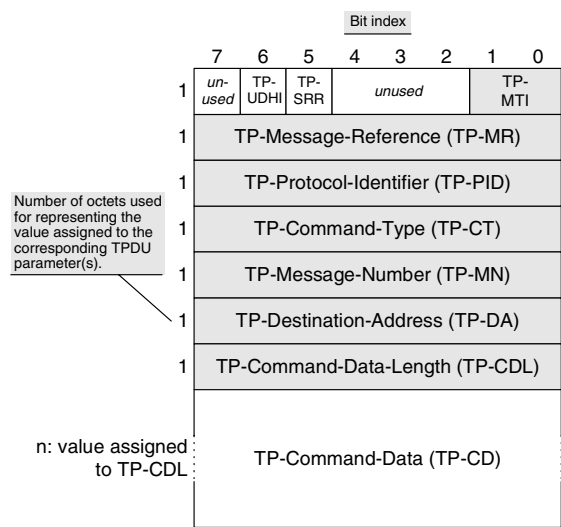 Bit index
7 6 5 4 3 2 1 0
1
un-
used
TP-
UDHI
TP-
SRR
unused
TP-
MTI
1 TP-Message-Reference (TP-MR)
1 TP-Protocol-Identifier (TP-PID)
Number of octets used
for representing the
value assigned to the
corresponding TPDU
parameter(s).
1 TP-Command-Type (TP-CT)
1 TP-Message-Number (TP-MN)
1 TP-Destination-Address (TP-DA)
1 TP-Command-Data-Length (TP-CDL)
n: value assigned
to TP-CDL
TP-Command-Data (TP-CD)